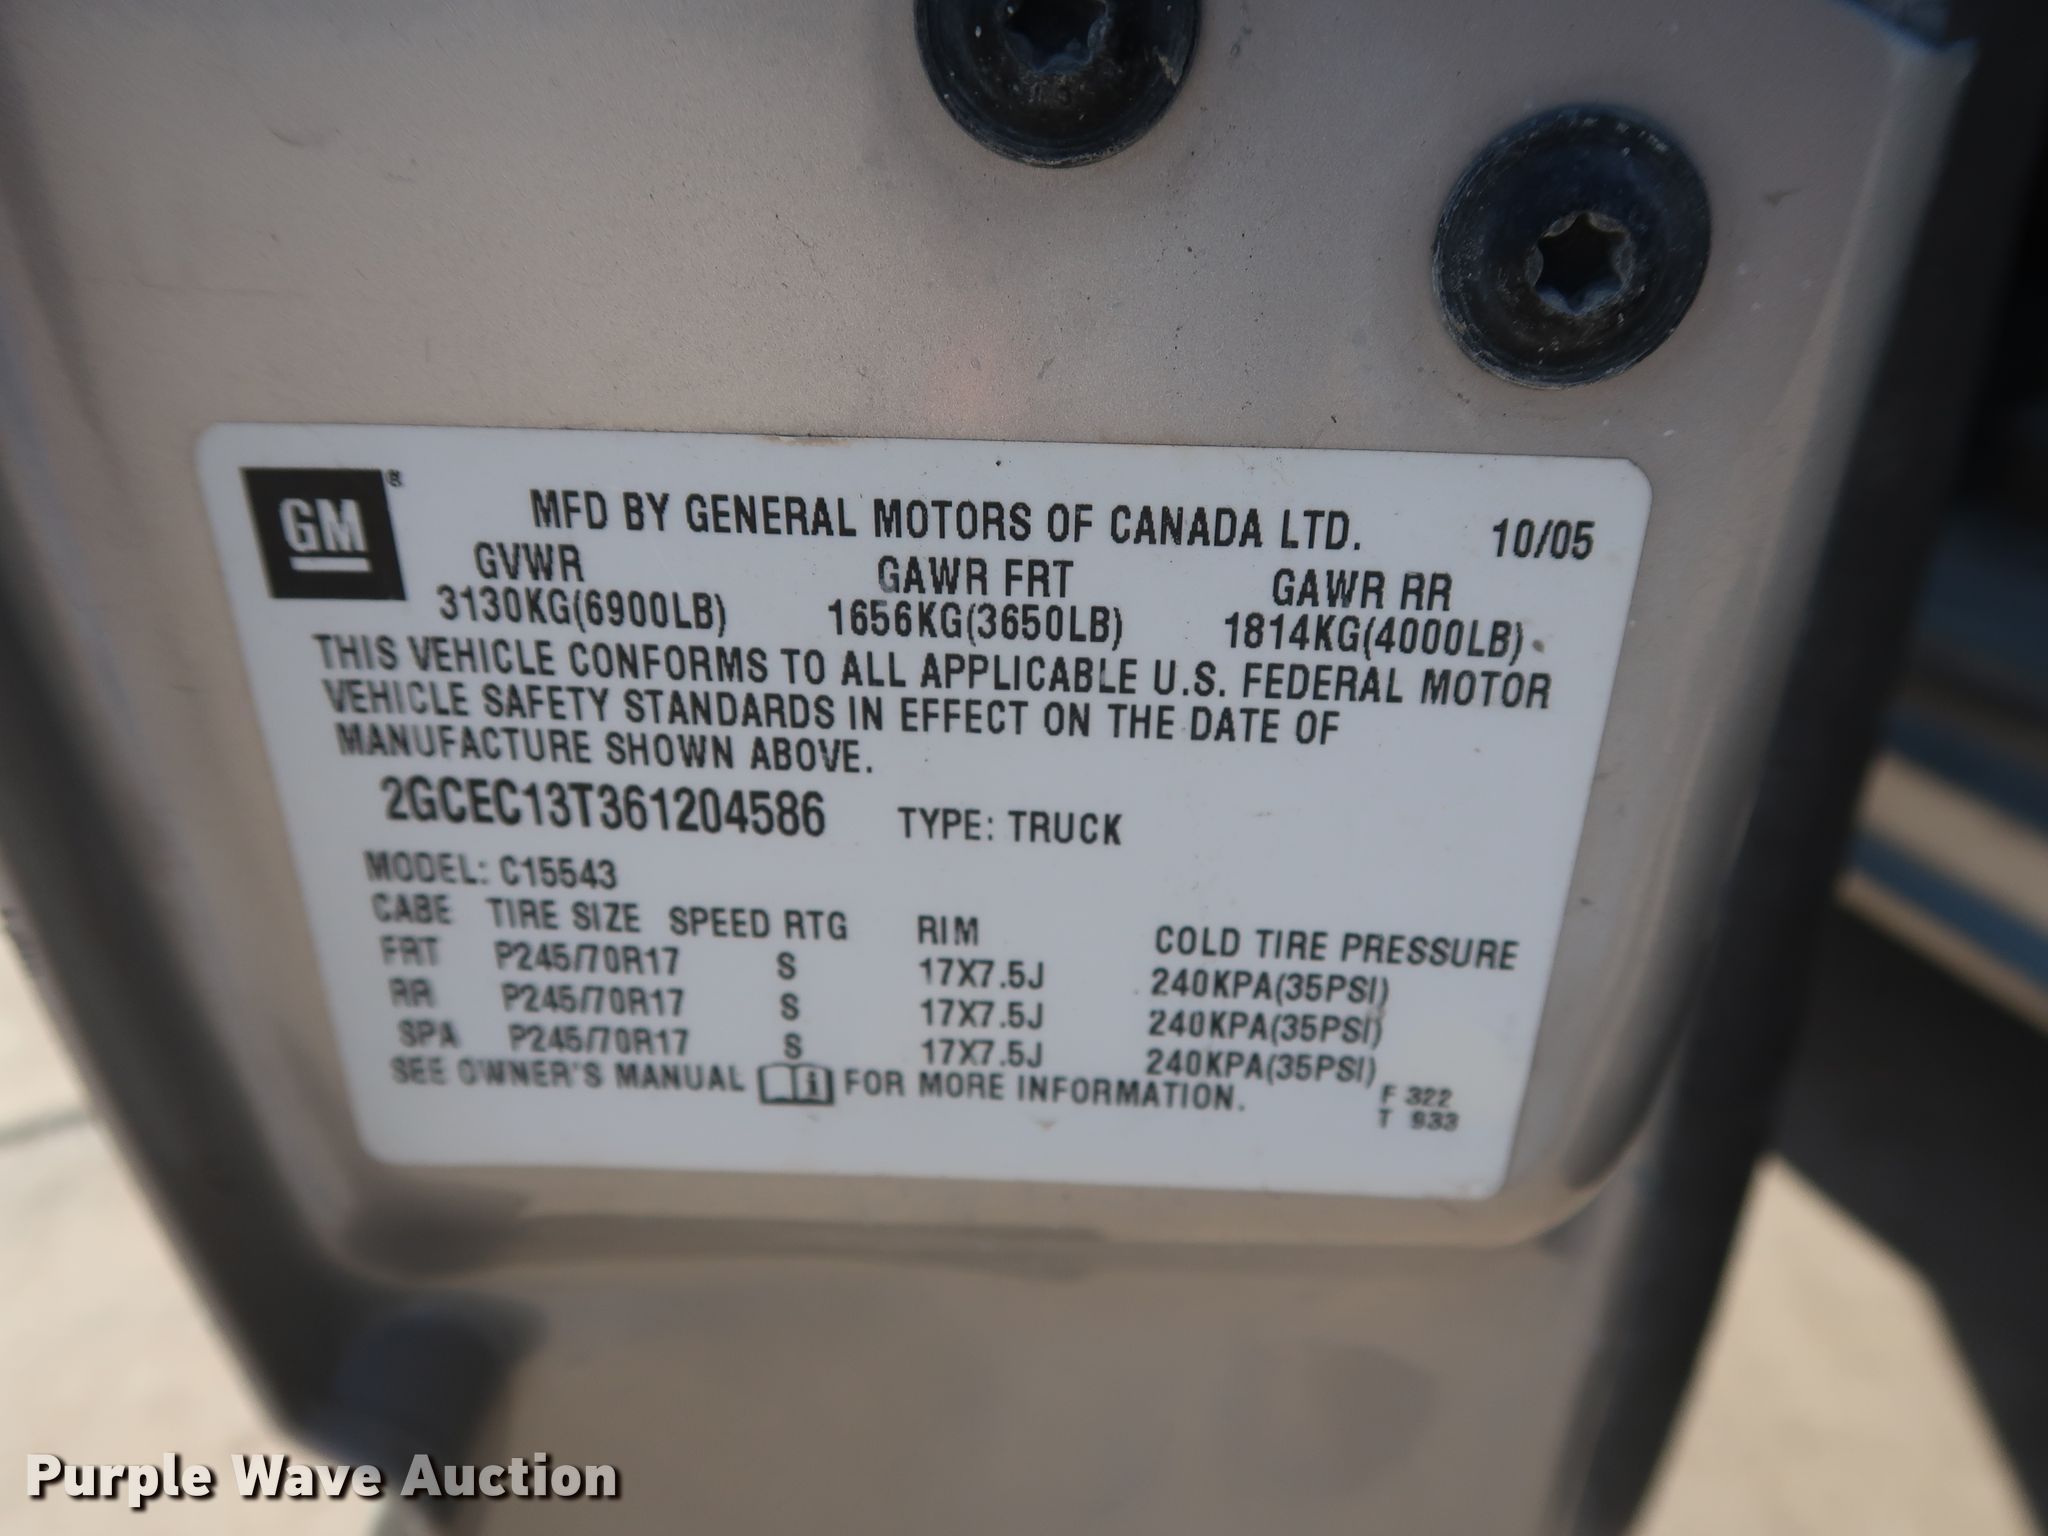 GM®
MFD BY GENERAL MOTORS OF CANADA LTD. 10/05
GVWR GAWR FRT GAWR RR
3130KG(6900LB) 1656KG(3650LB) 1814KG(4000LB)
THIS VEHICLE CONFORMS TO ALL APPLICABLE U.S. FEDERAL MOTOR
VEHICLE SAFETY STANDARDS IN EFFECT ON THE DATE OF
MANUFACTURE SHOWN ABOVE.
2GCEC13T361204586 TYPE: TRUCK
MODEL: C15543
CABE TIRE SIZE SPEED RTG RIM COLD TIRE PRESSURE
FRT P245/70R17 S 17X7.5J 240KPA(35PSI)
RR P245/70R17 S 17X7.5J 240KPA(35PSI)
SPA P245/70R17 S 17X7.5J 240KPA(35PSI)
SEE OWNER'S MANUAL i FOR MORE INFORMATION.
F 322
T 933
Purple Wave Auction